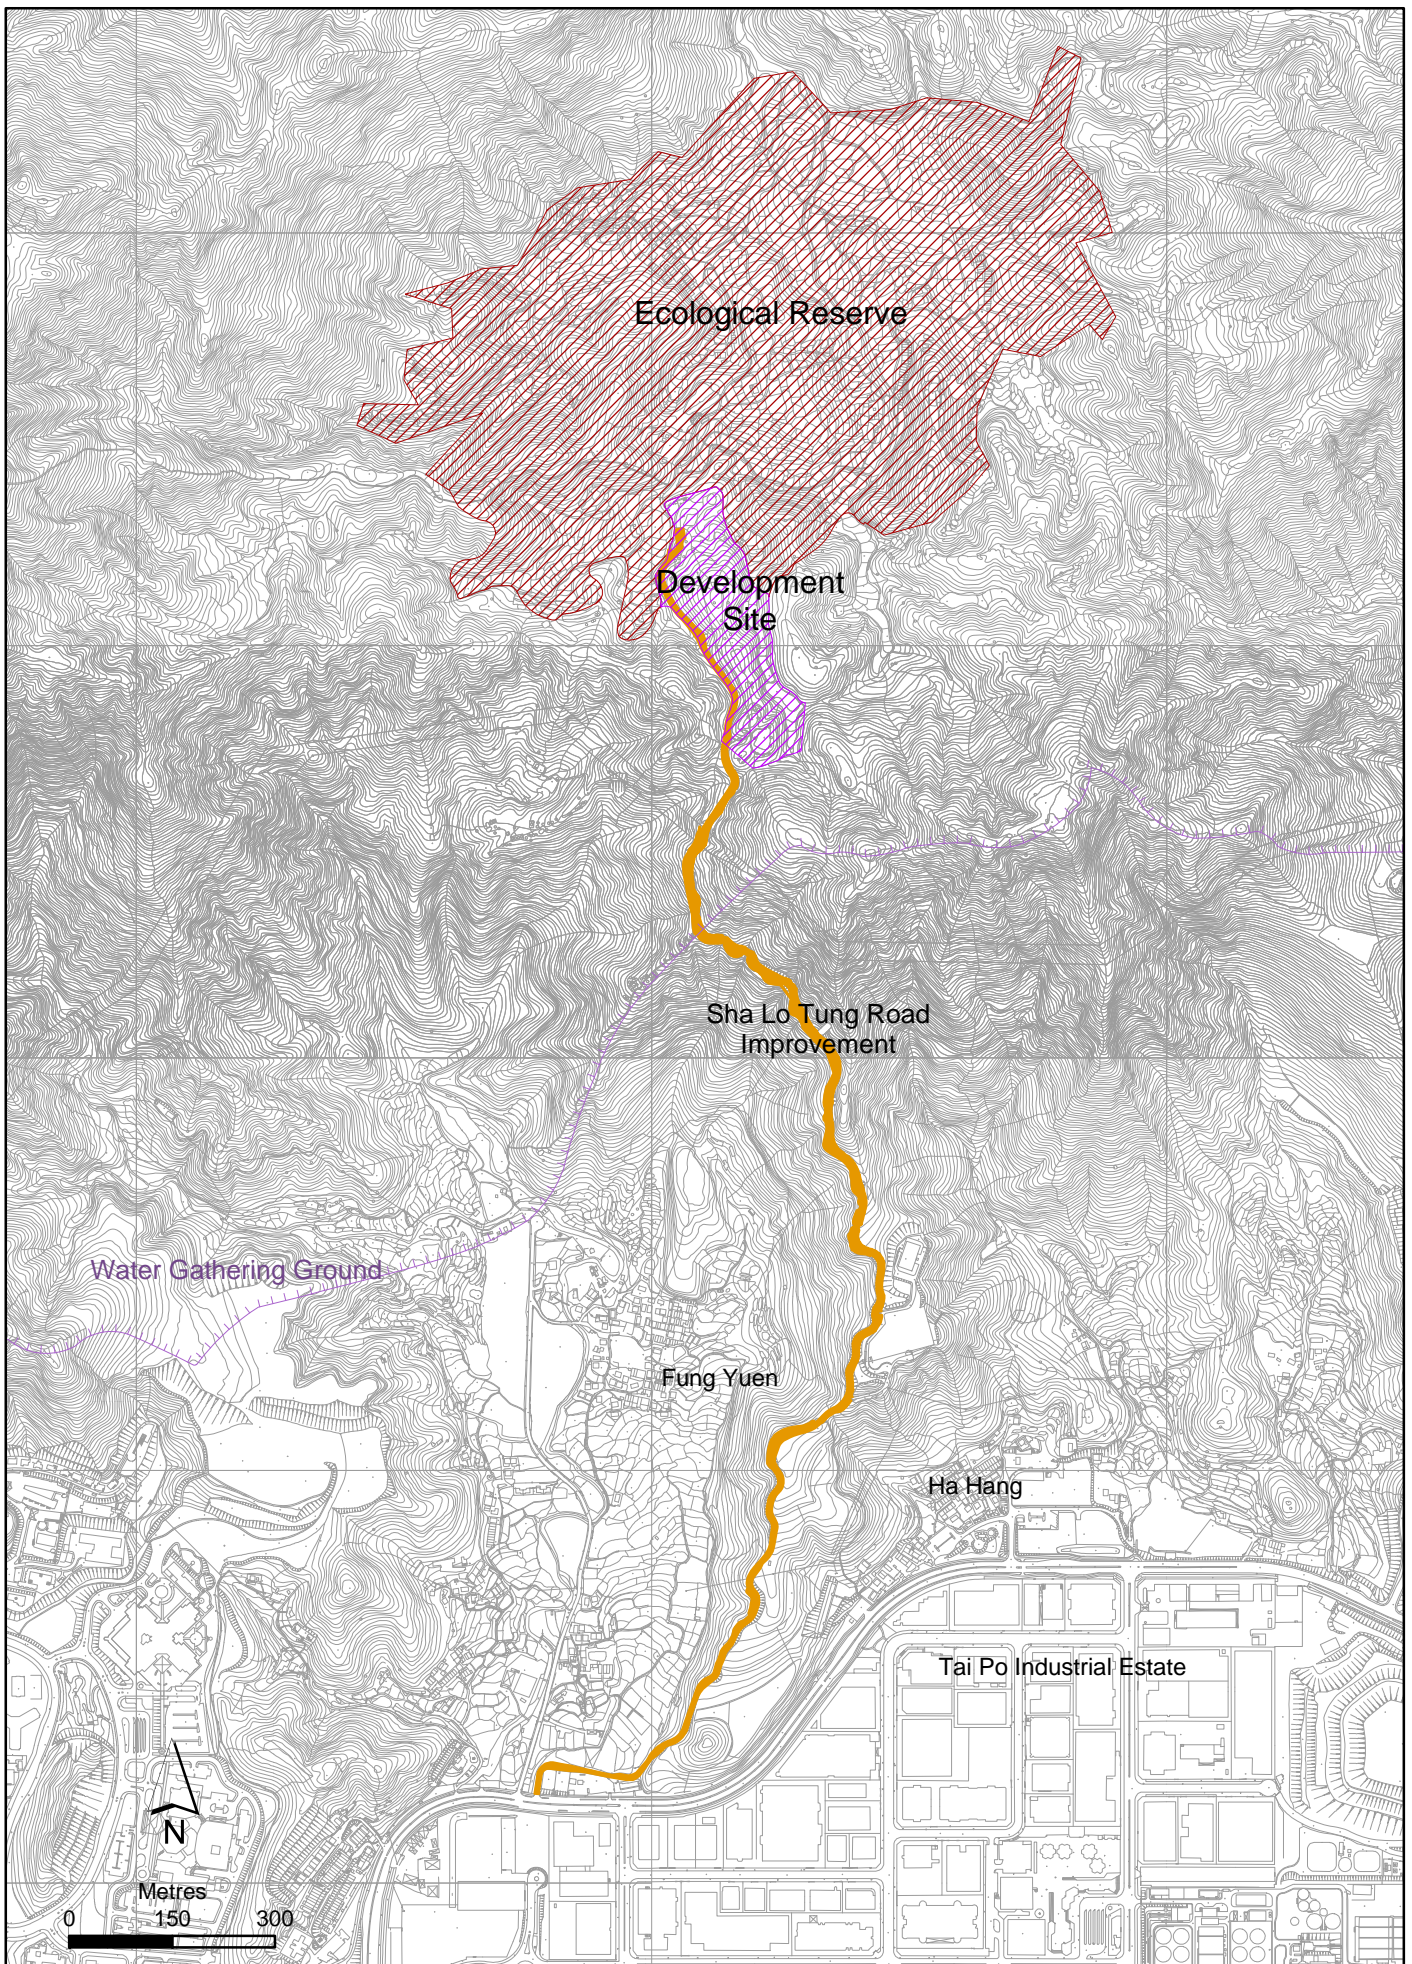 Ecological Reserve
Development
Site
Sha Lo Tung Road
Improvement
Water Gathering Ground
Fung Yuen
Ha Hang
Tai Po Industrial Estate
N
Metres
0 150 300